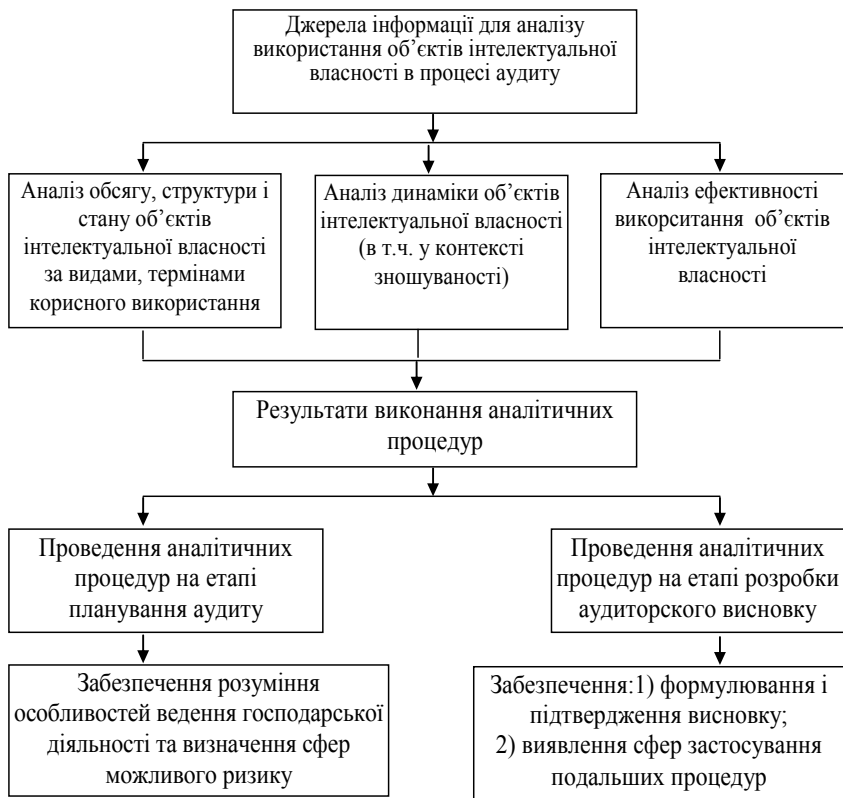 Джерела інформації для аналізу
використання об’єктів інтелектуальної
власності в процесі аудиту
Аналіз обсягу, структури і
стану об’єктів
інтелектуальної власності
за видами, термінами
корисного використання
Аналіз динаміки об’єктів
інтелектуальної власності
(в т.ч. у контексті
зношуваності)
Аналіз ефективності
викорситання об’єктів
інтелектуальної
власності
Результати виконання аналітичних
процедур
Проведення аналітичних
процедур на етапі
планування аудиту
Проведення аналітичних
процедур на етапі розробки
аудиторского висновку
Забезпечення розуміння
особливостей ведення господарської
діяльності та визначення сфер
можливого ризику
Забезпечення:1) формулювання і
підтвердження висновку;
2) виявлення сфер застосування
подальших процедур